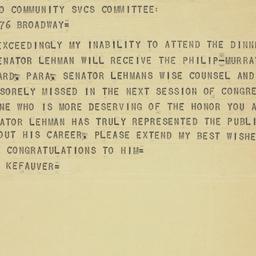 O COMMUNITY SVCS COMMITTEE:
76 BROADWAY=
EXCEEDINGLY MY INABILITY TO ATTEND THE DINN
ENATOR LEHMAN WILL RECEIVE THE PHILIP-MURRA
ARD. PARA. SENATOR LEHMANS WISE COUNSEL AND
SORELY MISSED IN THE NEXT SESSION OF CONGRE
NE WHO IS MORE DESERVING OF THE HONOR YOU A
ATOR LEHMAN HAS TRULY REPRESENTED THE PUBLI
OUT HIS CAREER. PLEASE EXTEND MY BEST WISHE
CONGRATULATIONS TO HIM=
KEFAUVER=